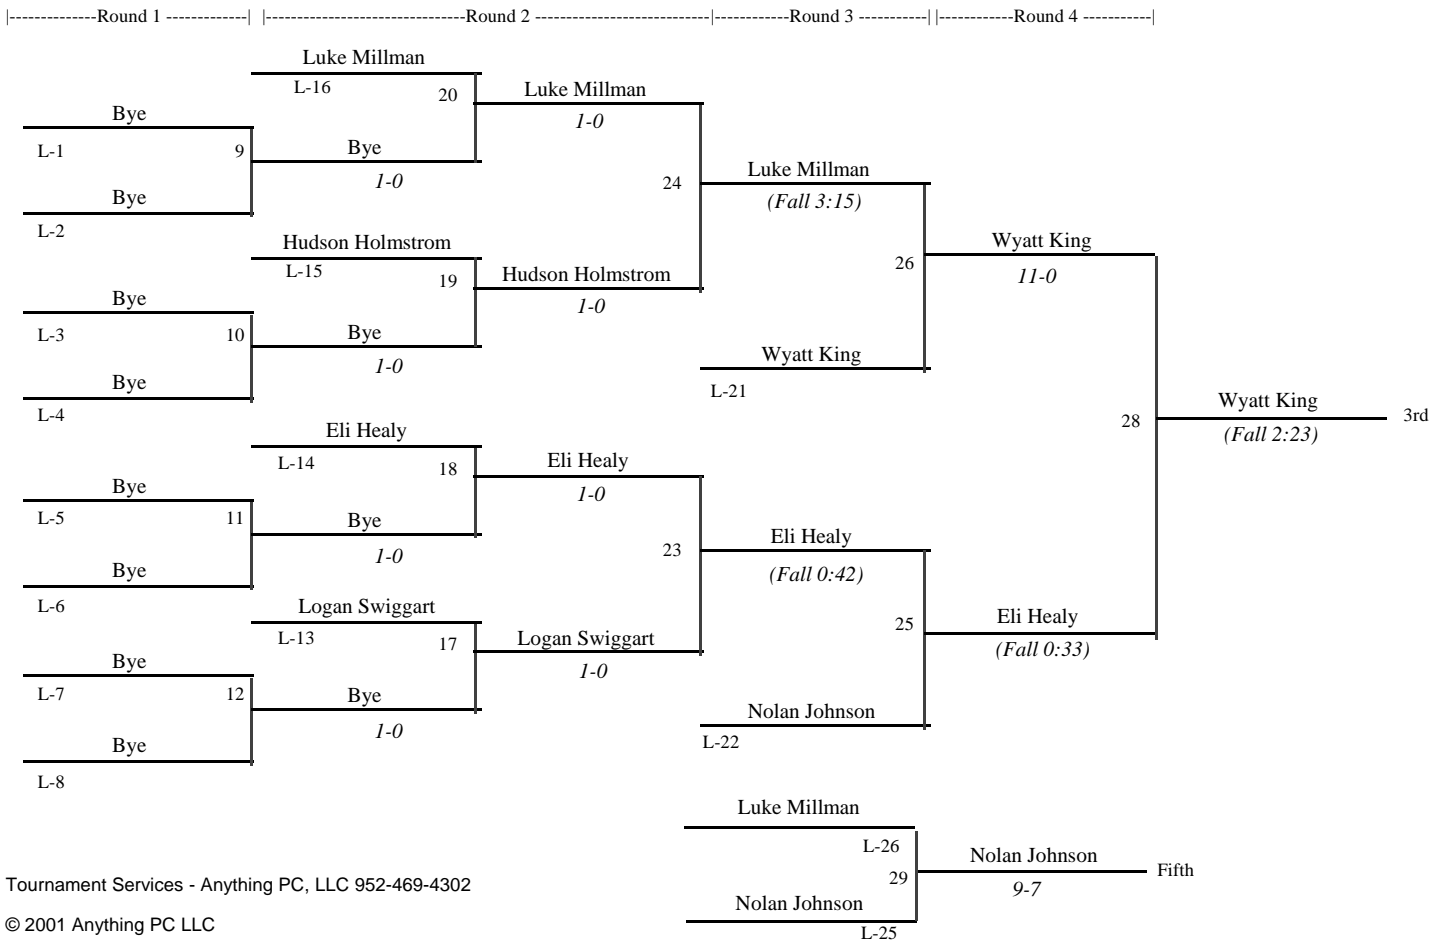 |-------------Round 1 -------------| |------------------------------Round 2 --------------------------|-----------Round 3 ----------| |-----------Round 4 ----------|
Luke Millman
L-16
20
Luke Millman
1-0
Bye
L-1
9
Bye
1-0
Bye
L-2
24
Luke Millman
(Fall 3:15)
Hudson Holmstrom
L-15
19
Hudson Holmstrom
1-0
26
Wyatt King
11-0
Bye
L-3
10
Bye
1-0
Wyatt King
L-21
Bye
L-4
28
Wyatt King
(Fall 2:23)
3rd
Eli Healy
L-14
18
Eli Healy
1-0
Bye
L-5
11
Bye
1-0
23
Eli Healy
(Fall 0:42)
Bye
L-6
Logan Swiggart
L-13
17
Logan Swiggart
1-0
25
Eli Healy
(Fall 0:33)
Bye
L-7
12
Bye
1-0
Nolan Johnson
L-22
Bye
L-8
Luke Millman
L-26
29
Nolan Johnson
9-7
Fifth
Nolan Johnson
L-25
Tournament Services - Anything PC, LLC 952-469-4302
© 2001 Anything PC LLC